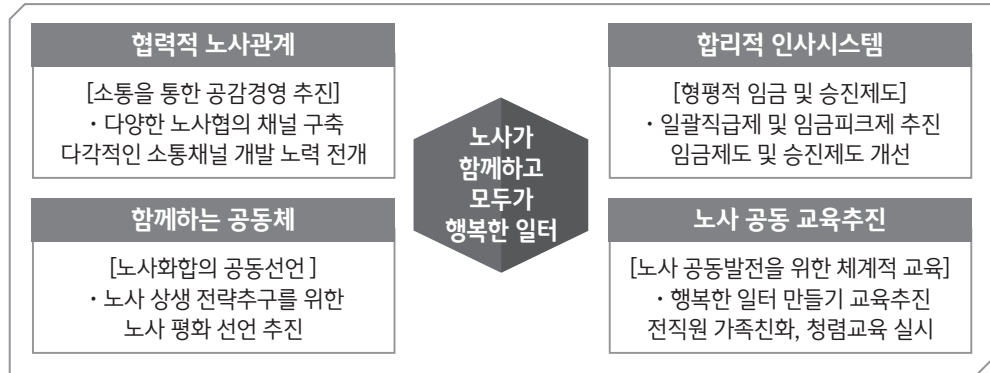 협력적 노사관계
[소통을 통한 공감경영 추진]
· 다양한 노사협의 채널 구축
다각적인 소통채널 개발 노력 전개
합리적 인사시스템
[형평적 임금 및 승진제도]
· 일괄직급제 및 임금피크제 추진
임금제도 및 승진제도 개선
노사가
함께하고
모두가
행복한 일터
함께하는 공동체
[노사화합의 공동선언 ]
· 노사 상생 전략추구를 위한
노사 평화 선언 추진
노사 공동 교육추진
[노사 공동발전을 위한 체계적 교육]
· 행복한 일터 만들기 교육추진
전직원 가족친화, 청렴교육 실시